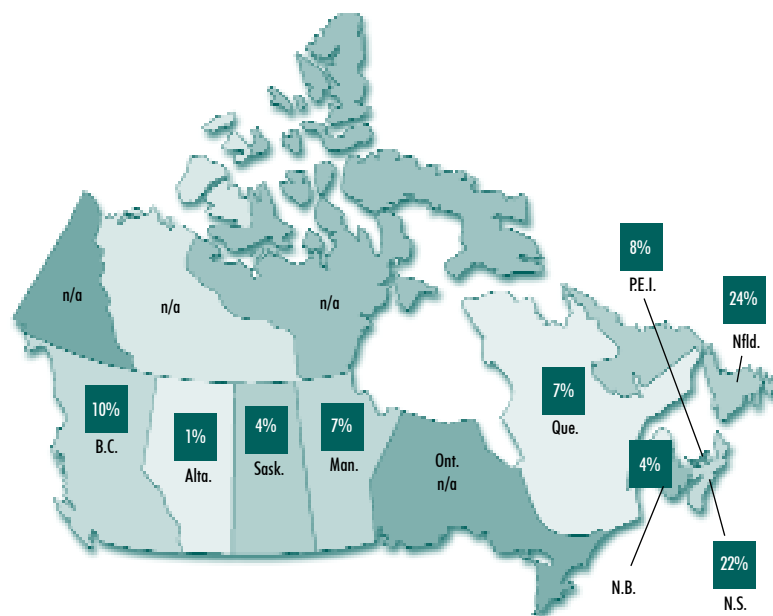 8%
P.E.I.
24%
Nfld.
n/a
n/a
n/a
10%
B.C.
1%
Alta.
4%
Sask.
7%
Man.
Ont.
n/a
7%
Que.
4%
N.B.
22%
N.S.